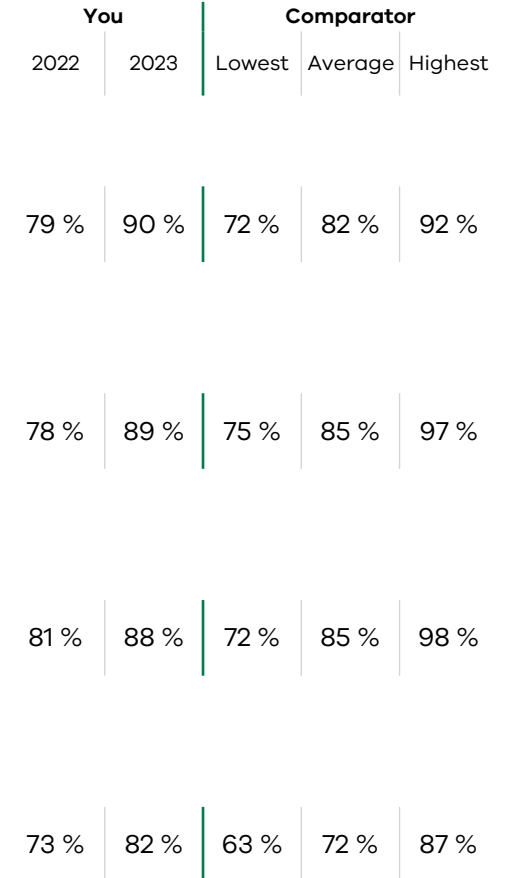 You Comparator
2022 2023 Lowest Average Highest
79 % 90 % 72 % 82 % 92 %
78 % 89 % 75 % 85 % 97 %
81 % 88 % 72 % 85 % 98 %
73 % 82 % 63 % 72 % 87 %